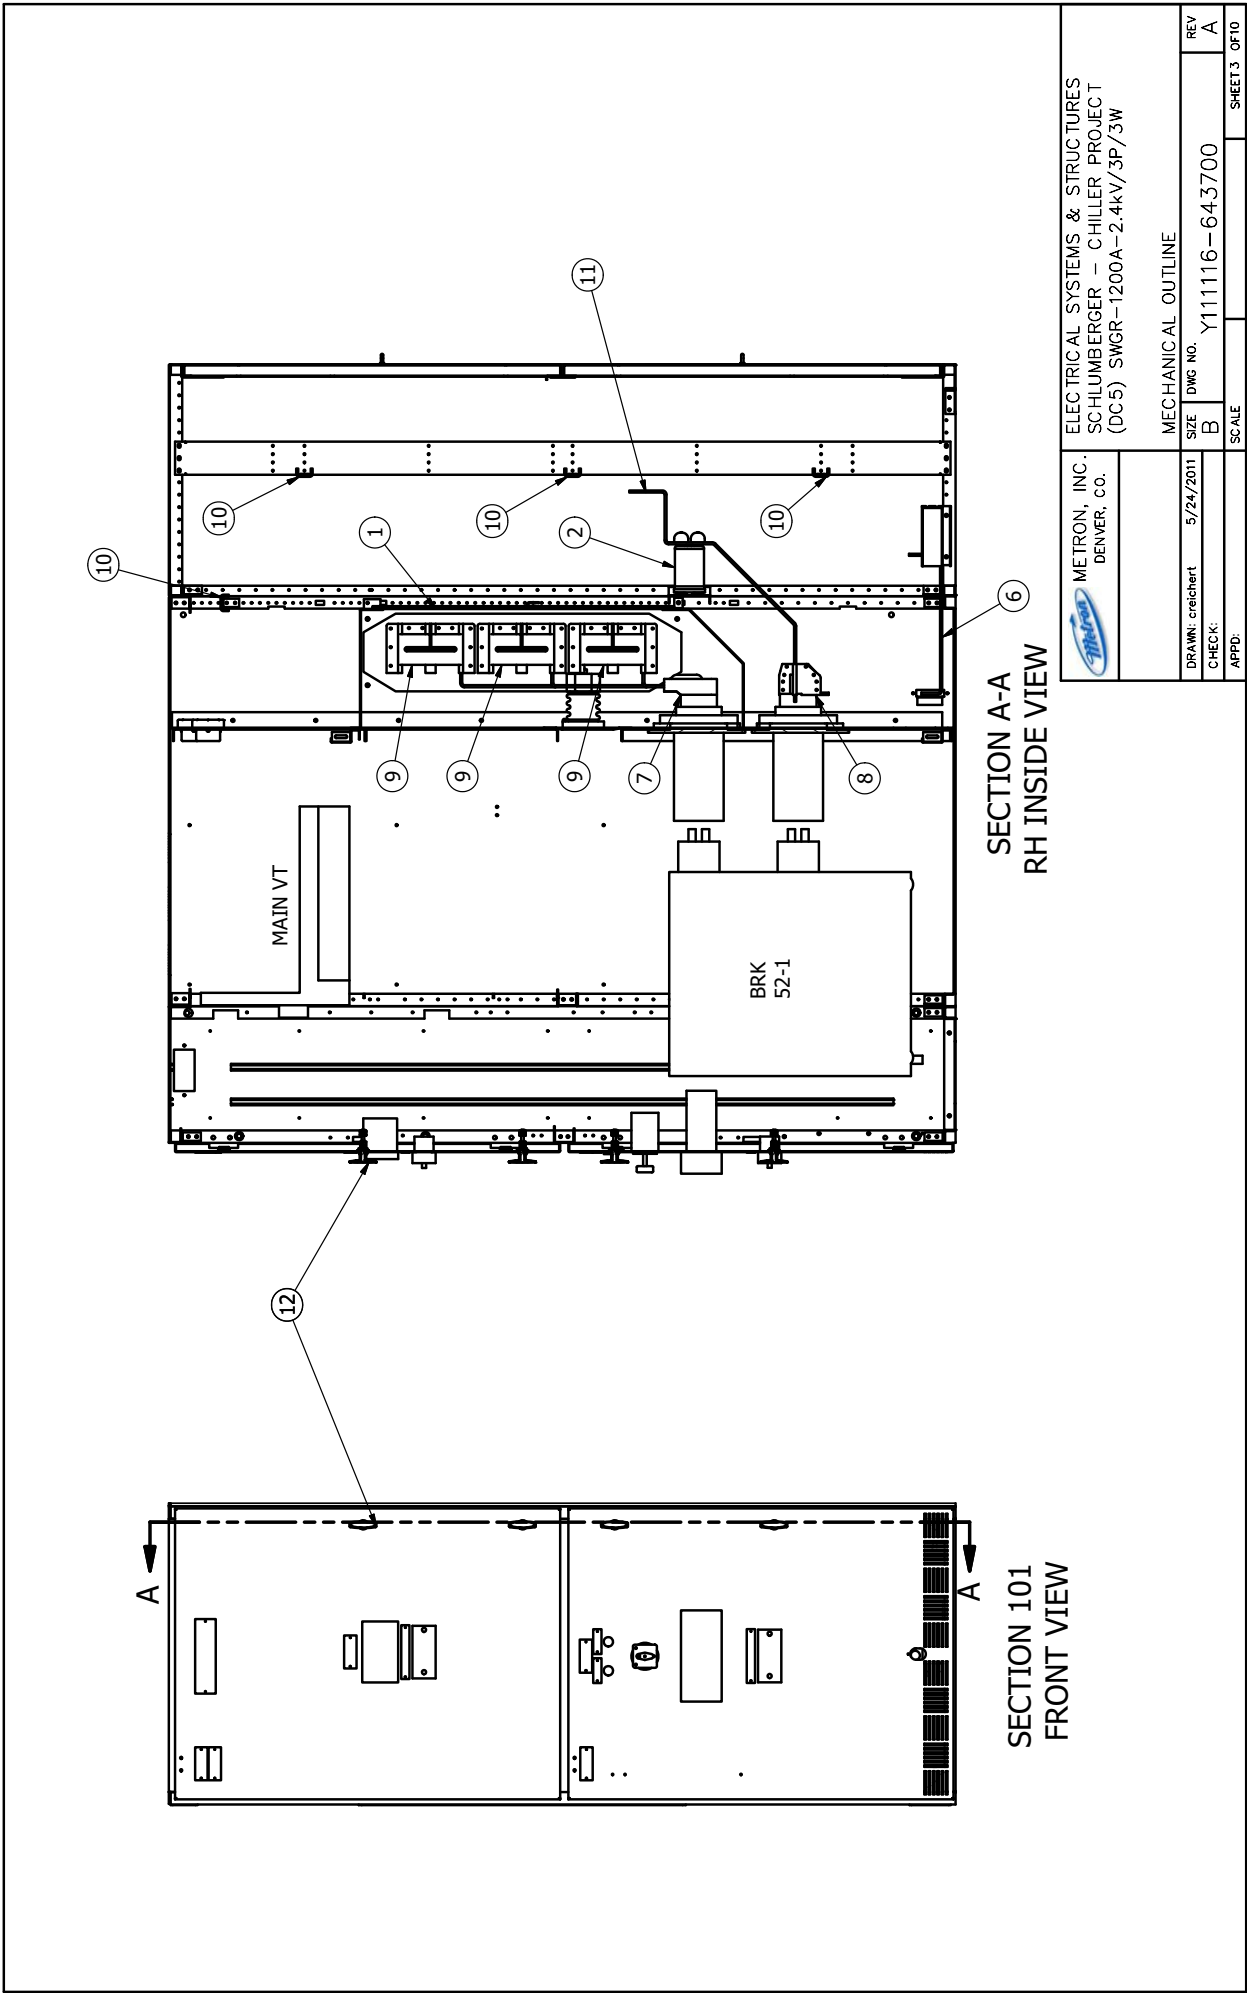 A
A
SECTION 101
FRONT VIEW
12
10
10
10
10
1
2
11
9
9
9
7
8
6
MAIN VT
BRK
52-1
SECTION A-A
RH INSIDE VIEW
Metron
METRON, INC.
DENVER, CO.
ELECTRICAL SYSTEMS & STRUCTURES
SCHLUMBERGER - CHILLER PROJECT
(DC5) SWGR-1200A-2.4kV/3P/3W
MECHANICAL OUTLINE
DRAWN: creichert 5/24/2011
CHECK:
APPD:
SIZE
B
DWG NO.
Y111116-643700
REV
A
SCALE
SHEET 3 OF10